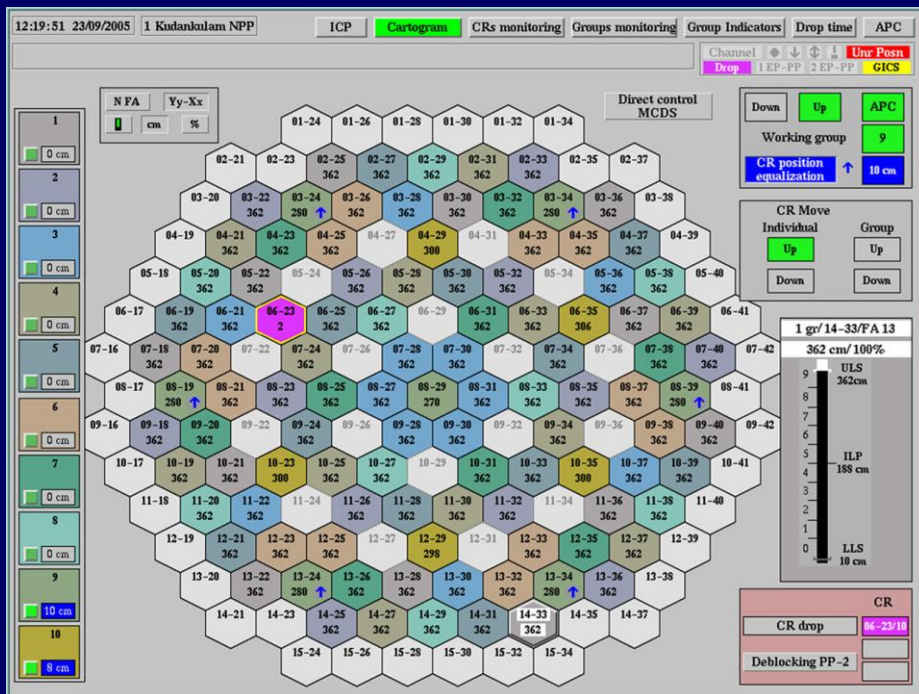 12:19:51 23/09/2005 1 Kudankulam NPP ICP Cartogram CRs monitoring Groups monitoring Group Indicators Drop time APC
Channel Unr Posn
Drop 1 EP-PP 2 EP-PP GICS
N FA Yy-Xx
cm %
Direct control
MCDS
Down Up APC
Working group 9
CR position
equalization 10 cm
CR Move
Individual Group
Up Up
Down Down
1 gr/14-33/FA 13
362 cm/100%
ULS
362cm
9
8
7
6
5
4
3
2
1
0
ILP
188 cm
LLS
10 cm
CR
CR drop 06-23/10
Deblocking PP-2
1
0 cm
2
0 cm
3
0 cm
4
0 cm
5
0 cm
6
0 cm
7
0 cm
8
0 cm
9
10 cm
10
8 cm
01-24 01-26 01-28 01-30 01-32 01-34
02-21 02-23 02-25 02-27 02-29 02-31 02-33 02-35 02-37
362 362 362 362 362
03-20 03-22 03-24 03-26 03-28 03-30 03-32 03-34 03-36 03-38
362 280 362 362 362 362 280 362
04-19 04-21 04-23 04-25 04-27 04-29 04-31 04-33 04-35 04-37 04-39
362 362 362 300 362 362 362
05-18 05-20 05-22 05-24 05-26 05-28 05-30 05-32 05-34 05-36 05-38 05-40
362 362 362 362 362 362 362 362
06-17 06-19 06-21 06-23 06-25 06-27 06-29 06-31 06-33 06-35 06-37 06-39 06-41
362 362 2 362 362 362 362 306 362 362
07-16 07-18 07-20 07-22 07-24 07-26 07-28 07-30 07-32 07-34 07-36 07-38 07-40 07-42
362 362 362 362 362 362 362 362
08-17 08-19 08-21 08-23 08-25 08-27 08-29 08-31 08-33 08-35 08-37 08-39 08-41
280 362 362 362 362 270 362 362 362 362 280
09-16 09-18 09-20 09-22 09-24 09-26 09-28 09-30 09-32 09-34 09-36 09-38 09-40 09-42
362 362 362 362 362 362 362 362
10-17 10-19 10-21 10-23 10-25 10-27 10-29 10-31 10-33 10-35 10-37 10-39 10-41
362 362 300 362 362 362 362 300 362 362
11-18 11-20 11-22 11-24 11-26 11-28 11-30 11-32 11-34 11-36 11-38 11-40
362 362 362 362 362 362 362 362
12-19 12-21 12-23 12-25 12-27 12-29 12-31 12-33 12-35 12-37 12-39
362 362 362 298 362 362 362
13-20 13-22 13-24 13-26 13-28 13-30 13-32 13-34 13-36 13-38
362 280 362 362 362 362 280 362
14-21 14-23 14-25 14-27 14-29 14-31 14-33 14-35 14-37
362 362 362 362 362
15-24 15-26 15-28 15-30 15-32 15-34